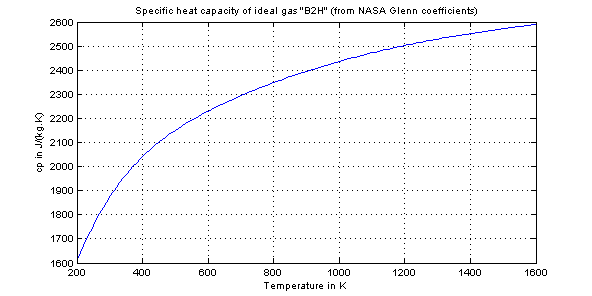 Specific heat capacity of ideal gas "B2H" (from NASA Glenn coefficients)
2600
2500
2400
2300
2200
2100
2000
1900
1800
1700
1600
cp in J/(kg.K)
200 400 600 800 1000 1200 1400 1600
Temperature in K